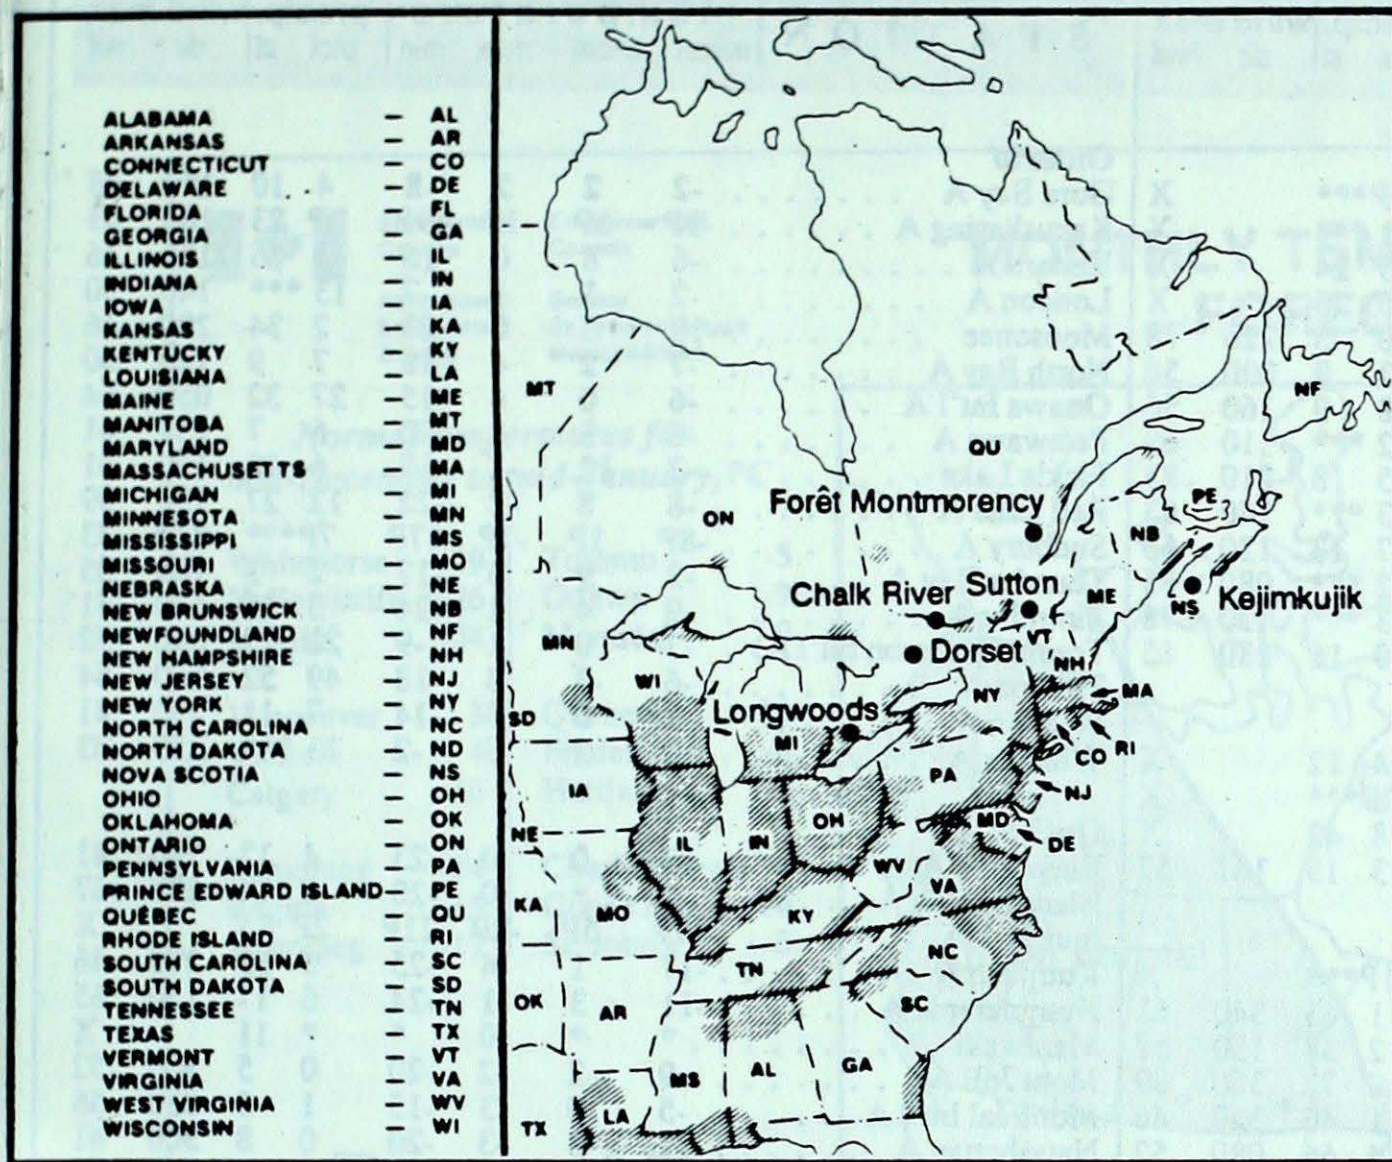 ALABAMA – AL
ARKANSAS – AR
CONNECTICUT – CO
DELAWARE – DE
FLORIDA – FL
GEORGIA – GA
ILLINOIS – IL
INDIANA – IN
IOWA – IA
KANSAS – KA
KENTUCKY – KY
LOUISIANA – LA
MAINE – ME
MANITOBA – MT
MARYLAND – MD
MASSACHUSETTS – MA
MICHIGAN – MI
MINNESOTA – MN
MISSISSIPPI – MS
MISSOURI – MO
NEBRASKA – NE
NEW BRUNSWICK – NB
NEWFOUNDLAND – NF
NEW HAMPSHIRE – NH
NEW JERSEY – NJ
NEW YORK – NY
NORTH CAROLINA – NC
NORTH DAKOTA – ND
NOVA SCOTIA – NS
OHIO – OH
OKLAHOMA – OK
ONTARIO – ON
PENNSYLVANIA – PA
PRINCE EDWARD ISLAND – PE
QUÉBEC – QU
RHODE ISLAND – RI
SOUTH CAROLINA – SC
SOUTH DAKOTA – SD
TENNESSEE – TN
TEXAS – TX
VERMONT – VT
VIRGINIA – VA
WEST VIRGINIA – WV
WISCONSIN – WI
MT
NF
QU
Forêt Montmorency
PE
ON
NB
Chalk River
Sutton
ME
NS
Kejimkujik
MN
VT
Dorset
NH
WI
NY
MA
SD
Longwoods
MI
RI
CO
PA
IA
NJ
NE
IL
IN
OH
MD
DE
WV
VA
KA
MO
KY
NC
TN
OK
AR
SC
MS
AL
GA
LA
TX